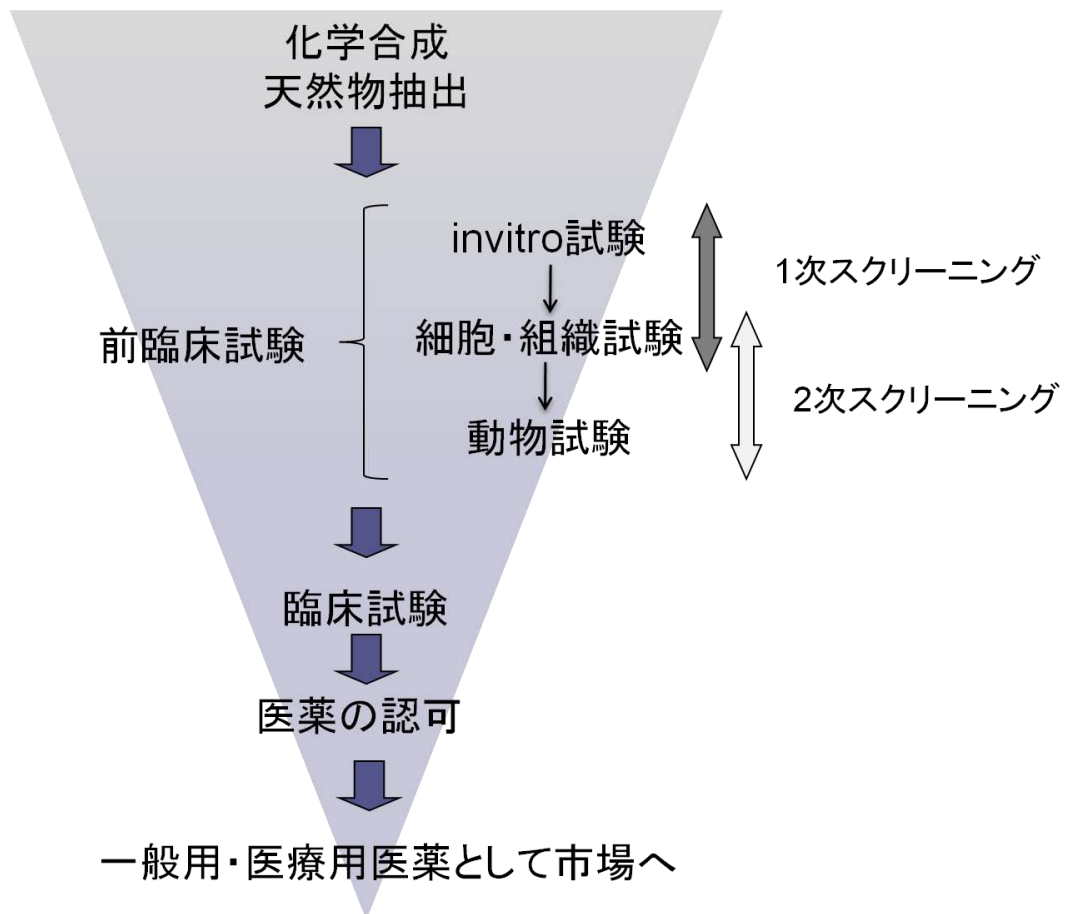 化学合成
天然物抽出
invitro試験
1次スクリーニング
前臨床試験
細胞・組織試験
2次スクリーニング
動物試験
臨床試験
医薬の認可
一般用・医療用医薬として市場へ